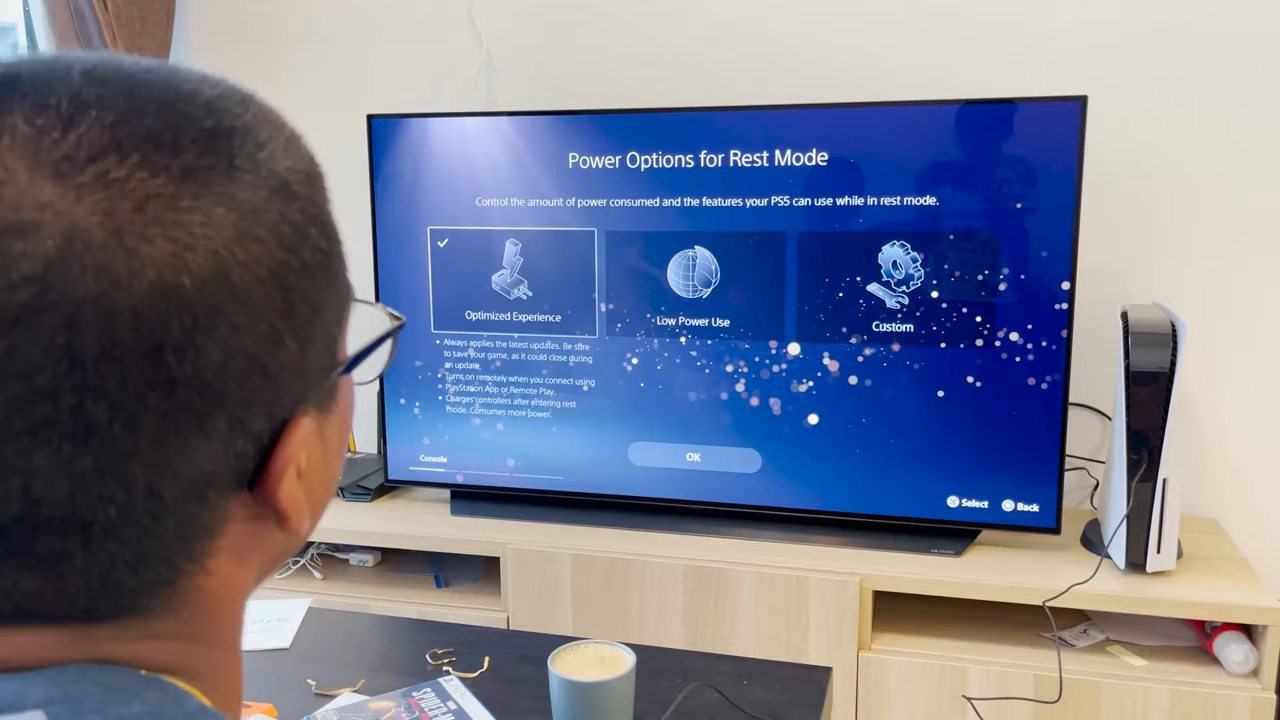 Power Options for Rest Mode
Control the amount of power consumed and the features your PS5 can use while in rest mode.
Optimized Experience
• Always applies the latest updates. Be sure
to save your game, as it could close during
an update.
• Turns on remotely when you connect using
PlayStation App or Remote Play.
• Charges controllers after entering rest
mode. Consumes more power.
Low Power Use
Custom
OK
Console
Select
Back
LG OLED
SPIDER-M